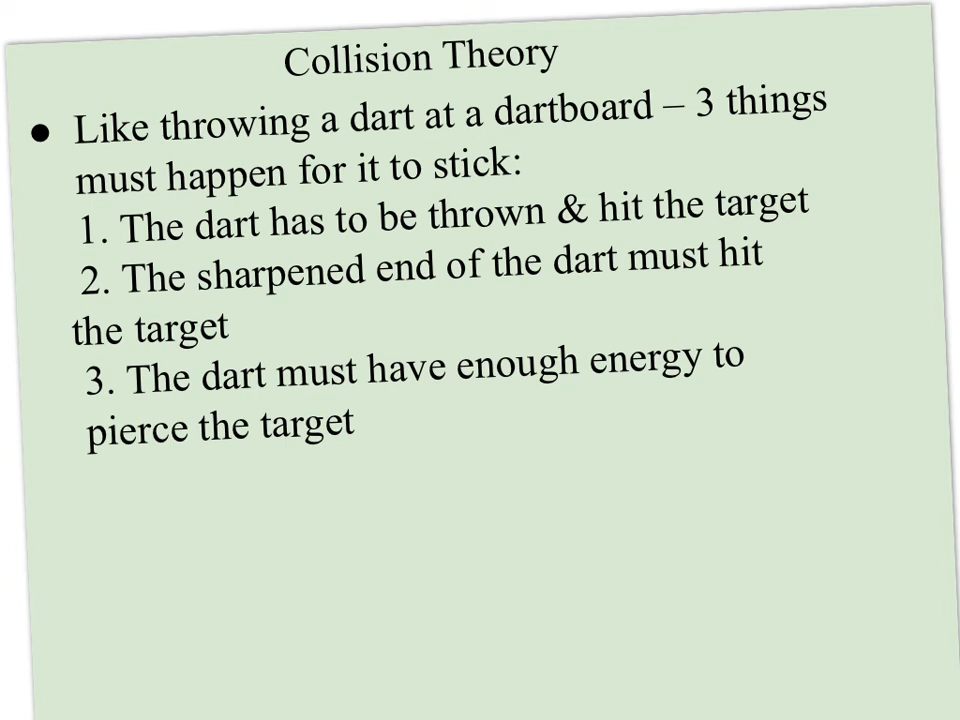 Collision Theory
● Like throwing a dart at a dartboard – 3 things
must happen for it to stick:
1. The dart has to be thrown & hit the target
2. The sharpened end of the dart must hit
the target
3. The dart must have enough energy to
pierce the target